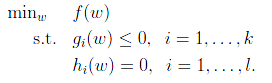 min_w f(w)
s.t. g_i(w) ≤ 0, i = 1, . . . , k
h_i(w) = 0, i = 1, . . . , l.